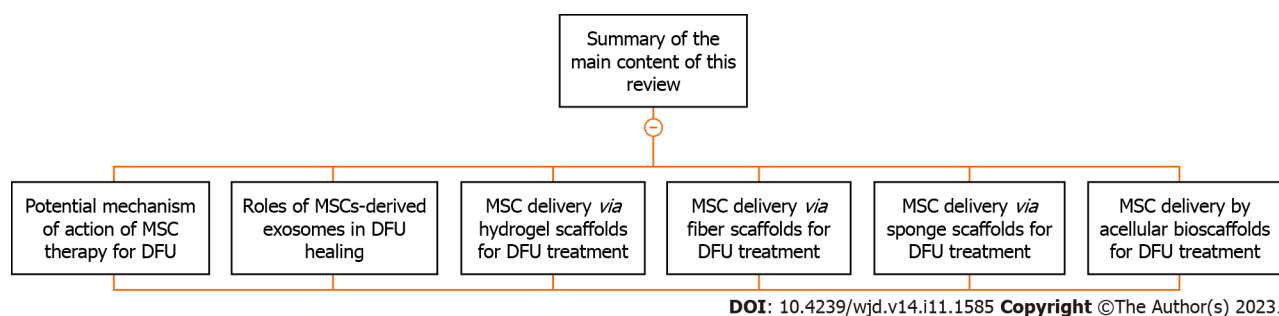 Summary of the
main content of this
review
Potential mechanism
of action of MSC
therapy for DFU
Roles of MSCs-derived
exosomes in DFU
healing
MSC delivery via
hydrogel scaffolds
for DFU treatment
MSC delivery via
fiber scaffolds for
DFU treatment
MSC delivery via
sponge scaffolds for
DFU treatment
MSC delivery by
acellular bioscaffolds
for DFU treatment
DOI: 10.4239/wjd.v14.i11.1585 Copyright ©The Author(s) 2023.